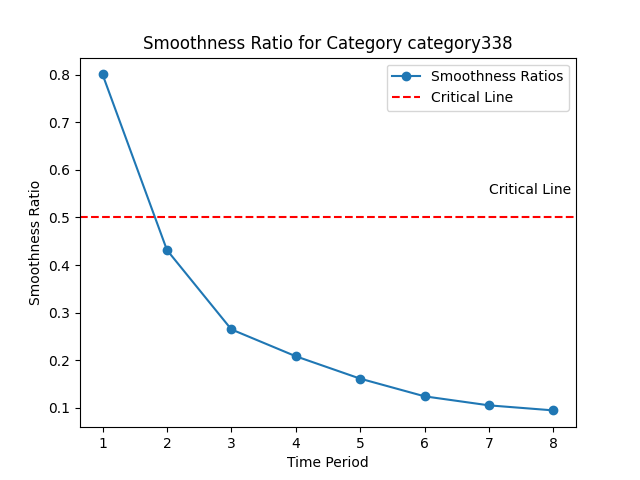 Smoothness Ratio for Category category338
Smoothness Ratios
Critical Line
Critical Line
Smoothness Ratio
0.8
0.7
0.6
0.5
0.4
0.3
0.2
0.1
1 2 3 4 5 6 7 8
Time Period